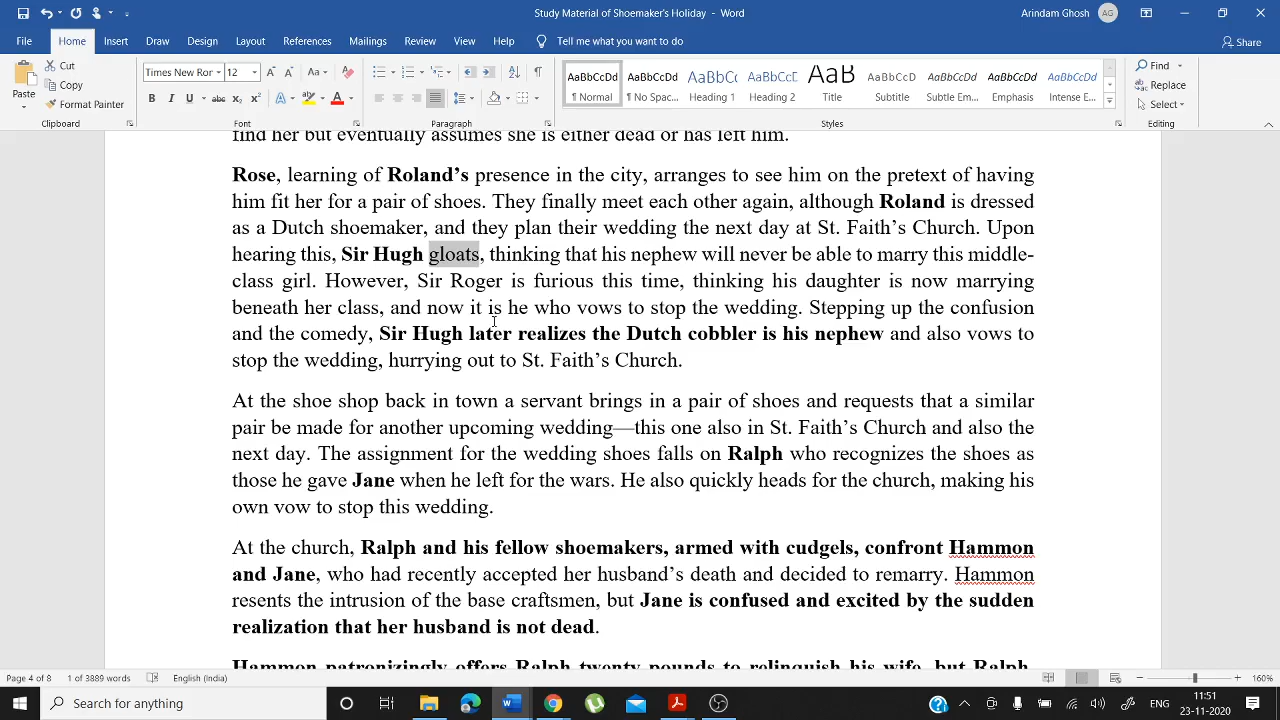 Study Material of Shoemaker's Holiday - Word
Arindam Ghosh AG
File Home Insert Draw Design Layout References Mailings Review View Help Tell me what you want to do Share
Paste Cut Copy Format Painter
Times New Ror 12 A A Aa
B I U abc x2 x2 A A
AaBbCcDd AaBbCcDd AaBbCc AaBbCcDd AaB AaBbCcDd AaBbCcDd AaBbCcDd AaBbCcDd
¶ Normal ¶ No Spac... Heading 1 Heading 2 Title Subtitle Subtle Em... Emphasis Intense E...
Find Replace Select
Clipboard Font Paragraph Styles Editing
find her but eventually assumes she is either dead or has left him.
Rose, learning of Roland's presence in the city, arranges to see him on the pretext of having
him fit her for a pair of shoes. They finally meet each other again, although Roland is dressed
as a Dutch shoemaker, and they plan their wedding the next day at St. Faith's Church. Upon
hearing this, Sir Hugh gloats, thinking that his nephew will never be able to marry this middle-
class girl. However, Sir Roger is furious this time, thinking his daughter is now marrying
beneath her class, and now it is he who vows to stop the wedding. Stepping up the confusion
and the comedy, Sir Hugh later realizes the Dutch cobbler is his nephew and also vows to
stop the wedding, hurrying out to St. Faith's Church.
At the shoe shop back in town a servant brings in a pair of shoes and requests that a similar
pair be made for another upcoming wedding—this one also in St. Faith's Church and also the
next day. The assignment for the wedding shoes falls on Ralph who recognizes the shoes as
those he gave Jane when he left for the wars. He also quickly heads for the church, making his
own vow to stop this wedding.
At the church, Ralph and his fellow shoemakers, armed with cudgels, confront Hammon
and Jane, who had recently accepted her husband's death and decided to remarry. Hammon
resents the intrusion of the base craftsmen, but Jane is confused and excited by the sudden
realization that her husband is not dead.
Hammon patronizingly offers Ralph twenty pounds to relinquish his wife, but Ralph,
Page 4 of 8 1 of 3889 words English (India) 160%
Search for anything
11:51
23-11-2020